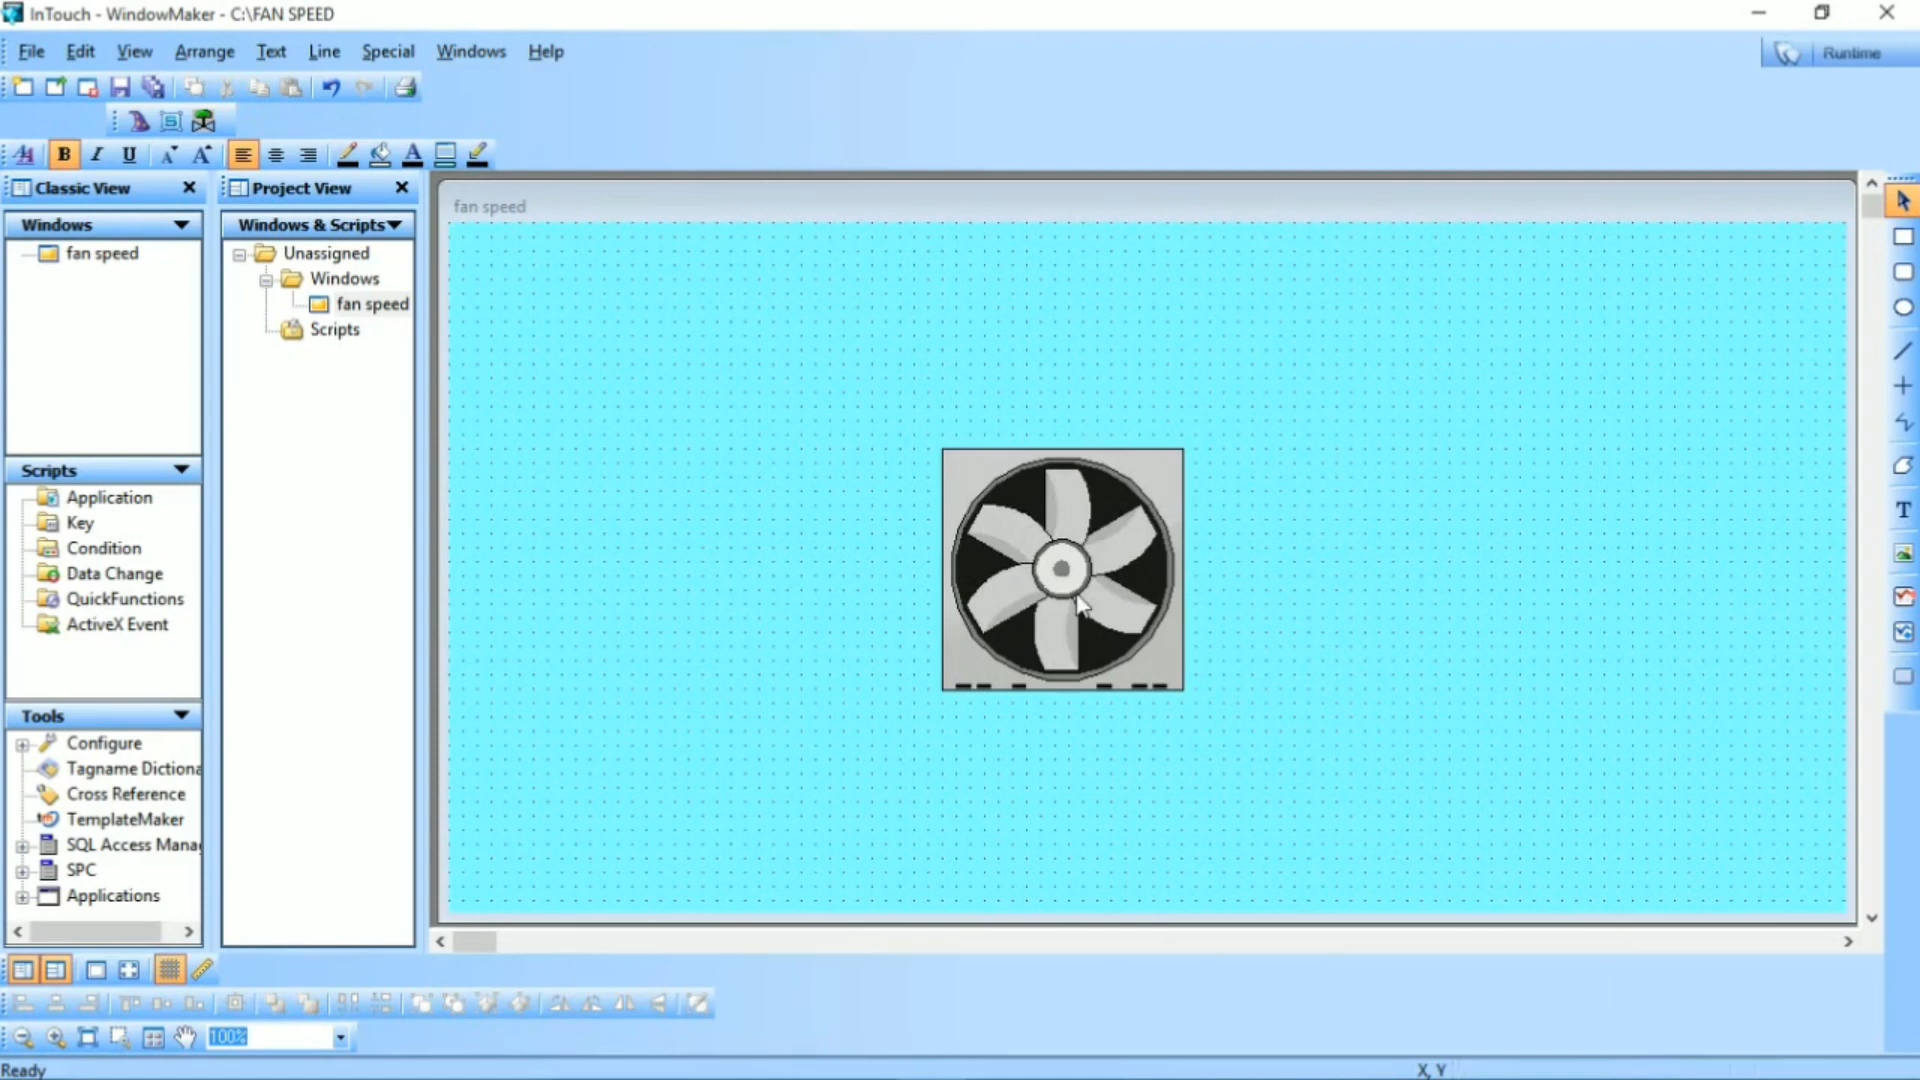 InTouch - WindowMaker - C:\FAN SPEED
File Edit View Arrange Text Line Special Windows Help
Runtime
B I U A A A
Classic View
Project View
Windows
Windows & Scripts
fan speed
fan speed
Unassigned
Windows
fan speed
Scripts
Scripts
Application
Key
Condition
Data Change
QuickFunctions
ActiveX Event
T
Tools
Configure
Tagname Dictiona
Cross Reference
TemplateMaker
SQL Access Mana
SPC
Applications
100%
Ready
X, Y